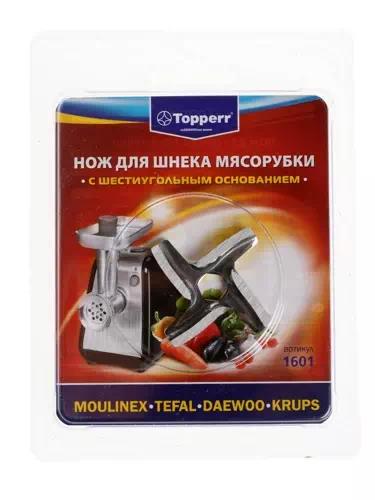 Topperr
НОЖ ДЛЯ ШНЕКА МЯСОРУБКИ
• С ШЕСТИУГОЛЬНЫМ ОСНОВАНИЕМ •
артикул
1601
MOULINEX•TEFAL•DAEWOO•KRUPS